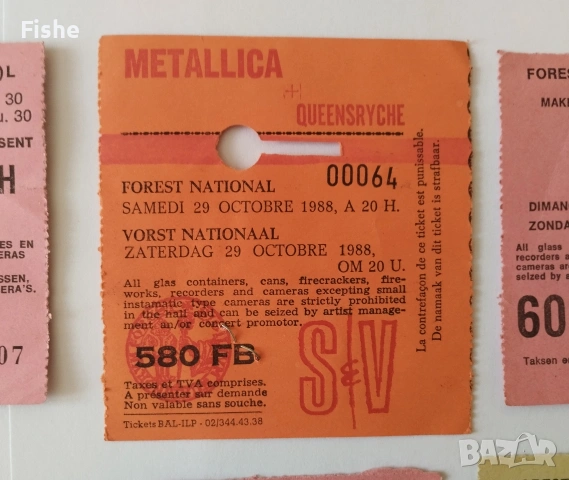 Fishe
METALLICA
+
QUEENSRYCHE
00064
FOREST NATIONAL
SAMEDI 29 OCTOBRE 1988, A 20 H.
VORST NATIONAAL
ZATERDAG 29 OCTOBRE 1988,
OM 20 U.
All glas containers, cans, firecrackers, fire-
works, recorders and cameras excepting small
instamatic type cameras are strictly prohibited
in the hall and can be seized by artist manage-
ment an/or concert promotor.
580 FB
Taxes et TVA comprises.
A présenter sur demande
Non valable sans souche.
Tickets BAL-ILP - 02/344.43.38
S&V
La contrefaçon de ce ticket est punissable.
De namaak van dit ticket is strafbaar.
)L
30
u. 30
SENT
H
ES EN
ERAS
SSEN.
ERA'S.
07
FORES
MAK
DIMAN
ZONDA
All glass
recorders a
cameras are
seized by a
60
Taksen e
BAZAR